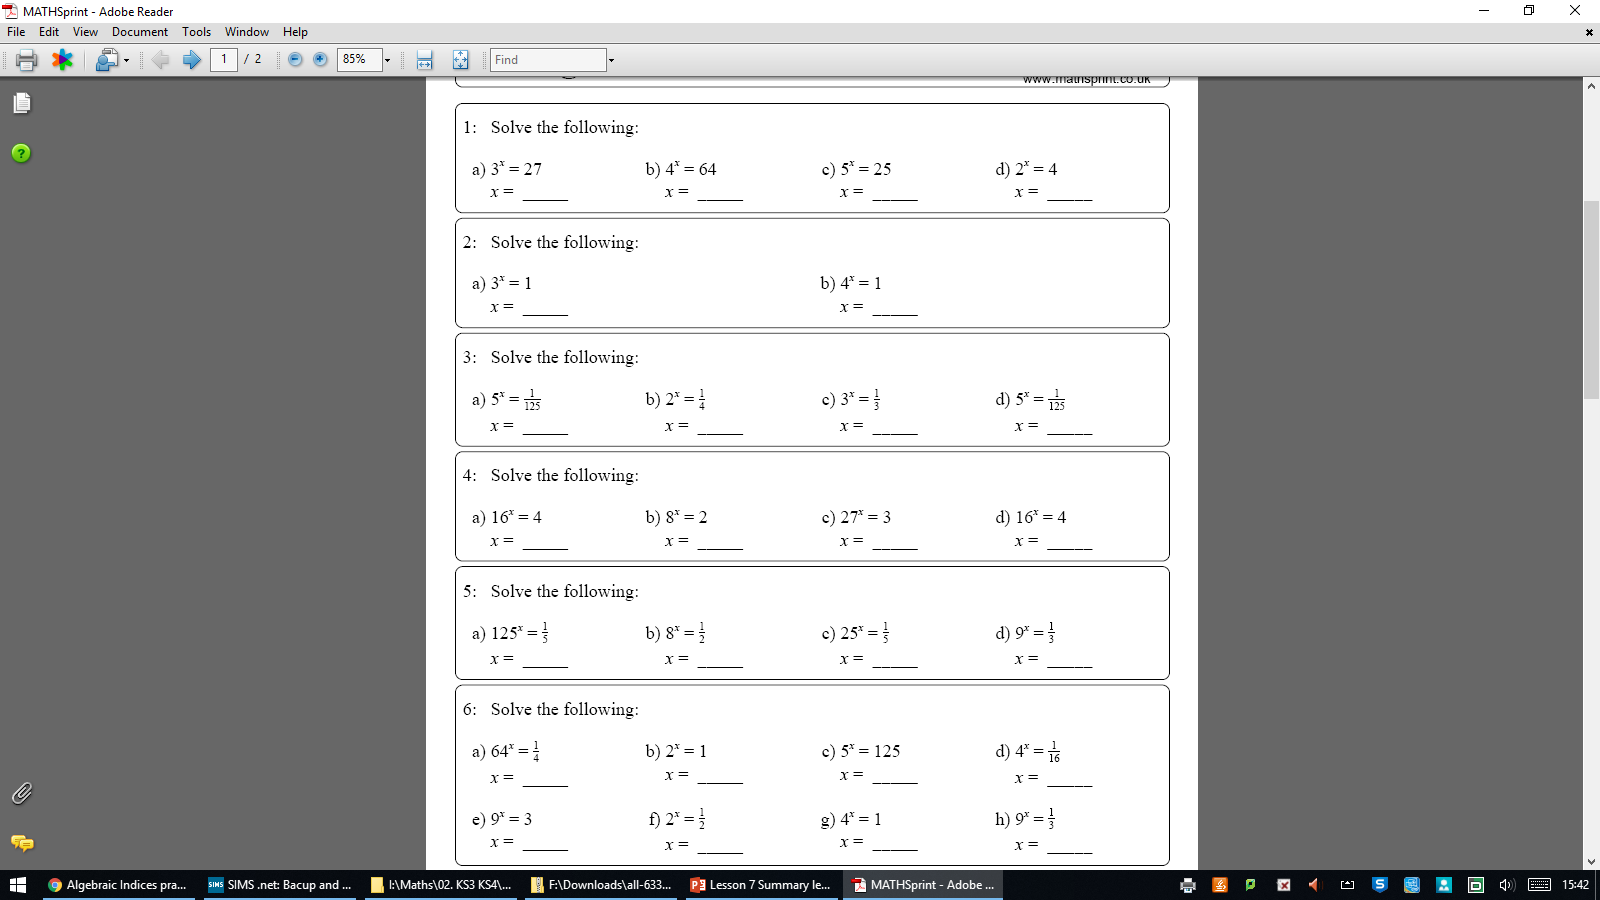 MATHSprint - Adobe Reader
File Edit View Document Tools Window Help
1 / 2 85% Find
www.mathsprint.co.uk
1: Solve the following:
a) 3ˣ = 27 b) 4ˣ = 64 c) 5ˣ = 25 d) 2ˣ = 4
x = _____ x = _____ x = _____ x = _____
2: Solve the following:
a) 3ˣ = 1 b) 4ˣ = 1
x = _____ x = _____
3: Solve the following:
a) 5ˣ = 1/125 b) 2ˣ = 1/4 c) 3ˣ = 1/3 d) 5ˣ = 1/125
x = _____ x = _____ x = _____ x = _____
4: Solve the following:
a) 16ˣ = 4 b) 8ˣ = 2 c) 27ˣ = 3 d) 16ˣ = 4
x = _____ x = _____ x = _____ x = _____
5: Solve the following:
a) 125ˣ = 1/5 b) 8ˣ = 1/2 c) 25ˣ = 1/5 d) 9ˣ = 1/3
x = _____ x = _____ x = _____ x = _____
6: Solve the following:
a) 64ˣ = 1/4 b) 2ˣ = 1 c) 5ˣ = 125 d) 4ˣ = 1/16
x = _____ x = _____ x = _____ x = _____
e) 9ˣ = 3 f) 2ˣ = 1/2 g) 4ˣ = 1 h) 9ˣ = 1/3
x = _____ x = _____ x = _____ x = _____
Algebraic Indices pra... SIMS SIMS .net: Bacup and ... I:\Maths\02. KS3 KS4\... F:\Downloads\all-633... Lesson 7 Summary le... MATHSprint - Adobe ... 15:42